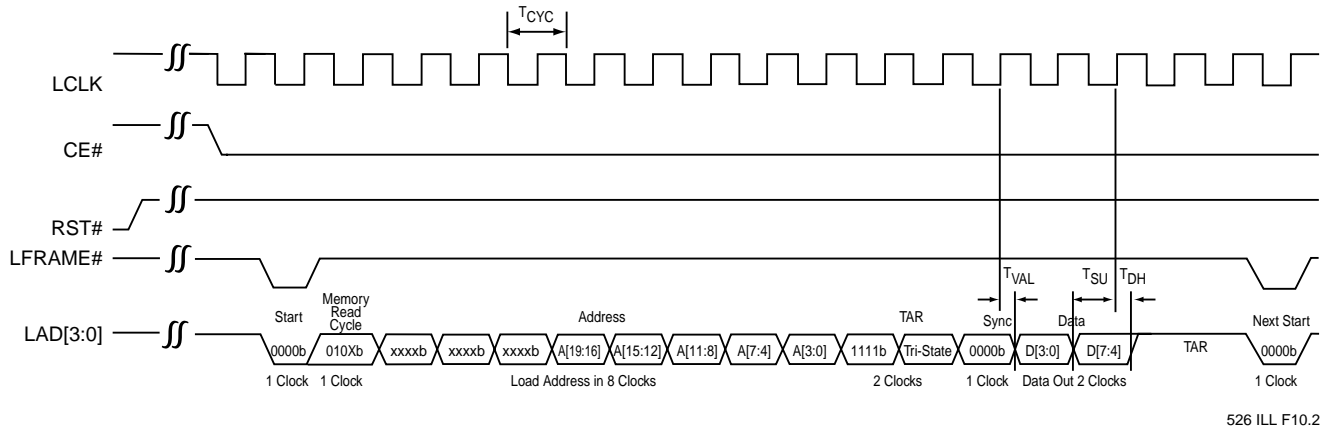 TCYC
LCLK
CE#
RST#
LFRAME#
TVAL TSU TDH
Start Memory Read Cycle Address TAR Sync Data Next Start
LAD[3:0]
0000b 010Xb xxxxb xxxxb xxxxb A[19:16] A[15:12] A[11:8] A[7:4] A[3:0] 1111b Tri-State 0000b D[3:0] D[7:4] TAR 0000b
1 Clock 1 Clock Load Address in 8 Clocks 2 Clocks 1 Clock Data Out 2 Clocks 1 Clock
526 ILL F10.2